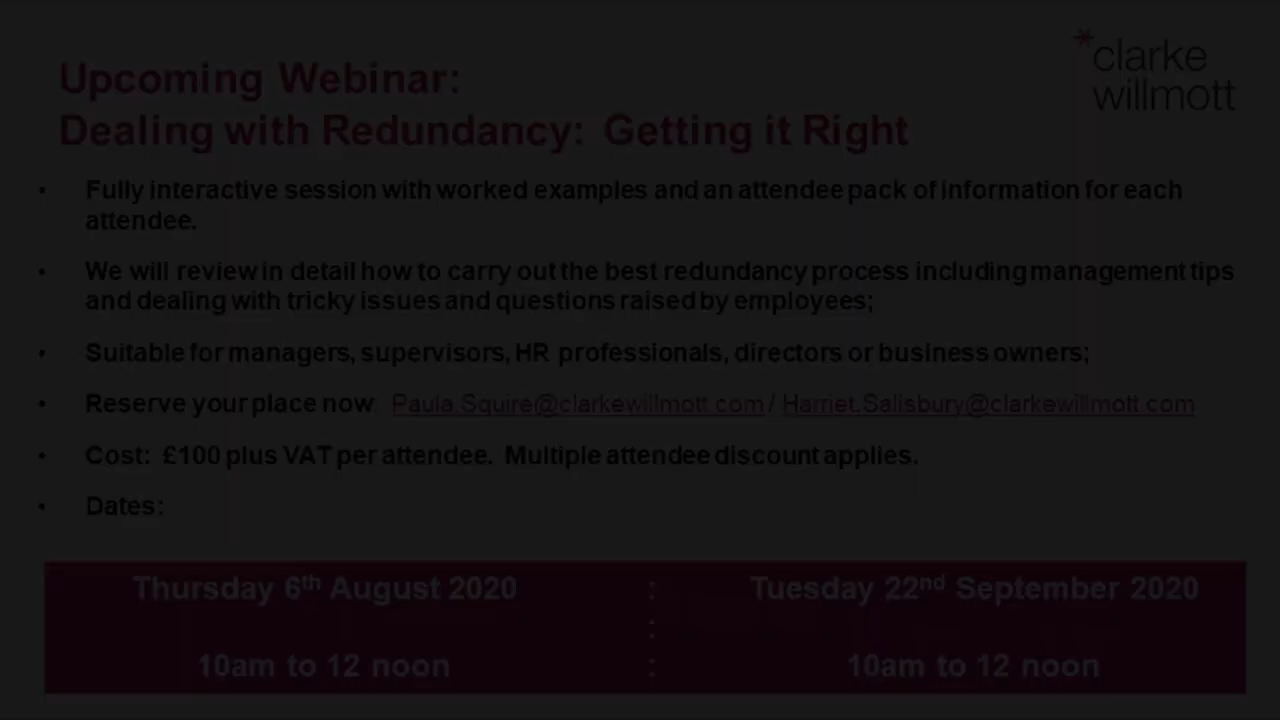 *clarke
willmott
Upcoming Webinar:
Dealing with Redundancy: Getting it Right
• Fully interactive session with worked examples and an attendee pack of information for each
attendee.
• We will review in detail how to carry out the best redundancy process including management tips
and dealing with tricky issues and questions raised by employees;
• Suitable for managers, supervisors, HR professionals, directors or business owners;
• Reserve your place now: Paula.Squire@clarkewillmott.com / Harriet.Salisbury@clarkewillmott.com
• Cost: £100 plus VAT per attendee. Multiple attendee discount applies.
• Dates:
Thursday 6th August 2020 : Tuesday 22nd September 2020
:
10am to 12 noon : 10am to 12 noon